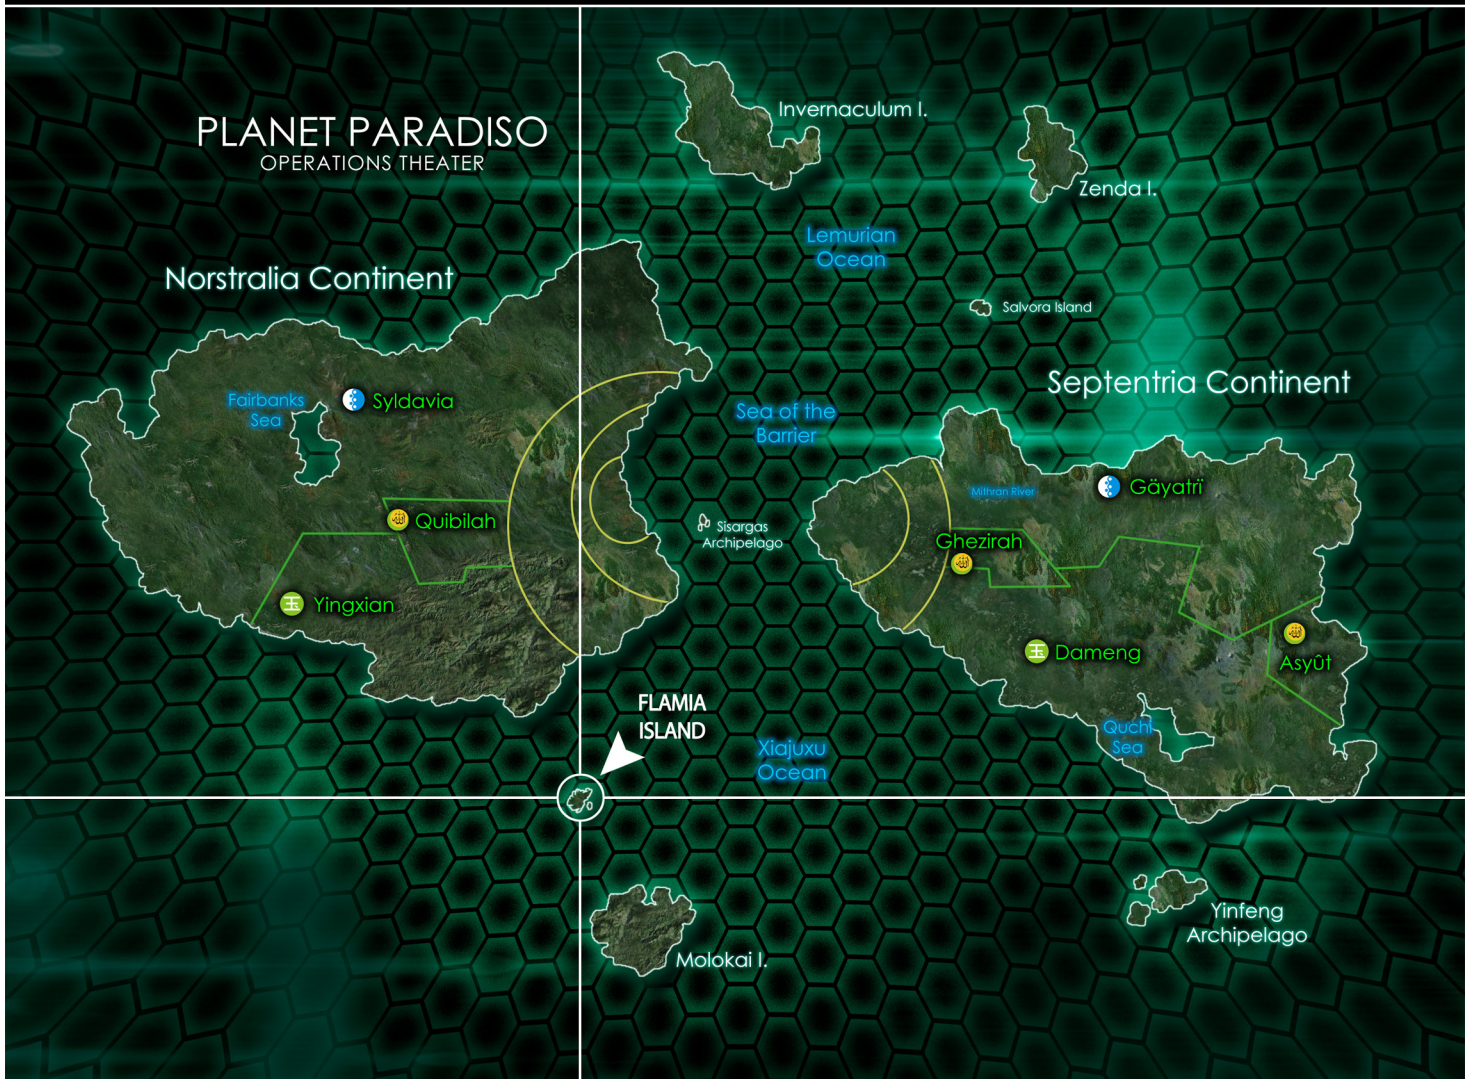 PLANET PARADISO
OPERATIONS THEATER
Invernaculum I.
Zenda I.
Lemurian
Ocean
Norstralia Continent
Salvora Island
Septentria Continent
Fairbanks
Sea
Syldavia
Sea of the
Barrier
Mithran River
Gäyatrï
Quibilah
Sisargas
Archipelago
Ghezirah
Yingxian
Dameng
Asyût
FLAMIA
ISLAND
Quchi
Sea
Xiajuxu
Ocean
Yinfeng
Archipelago
Molokai I.